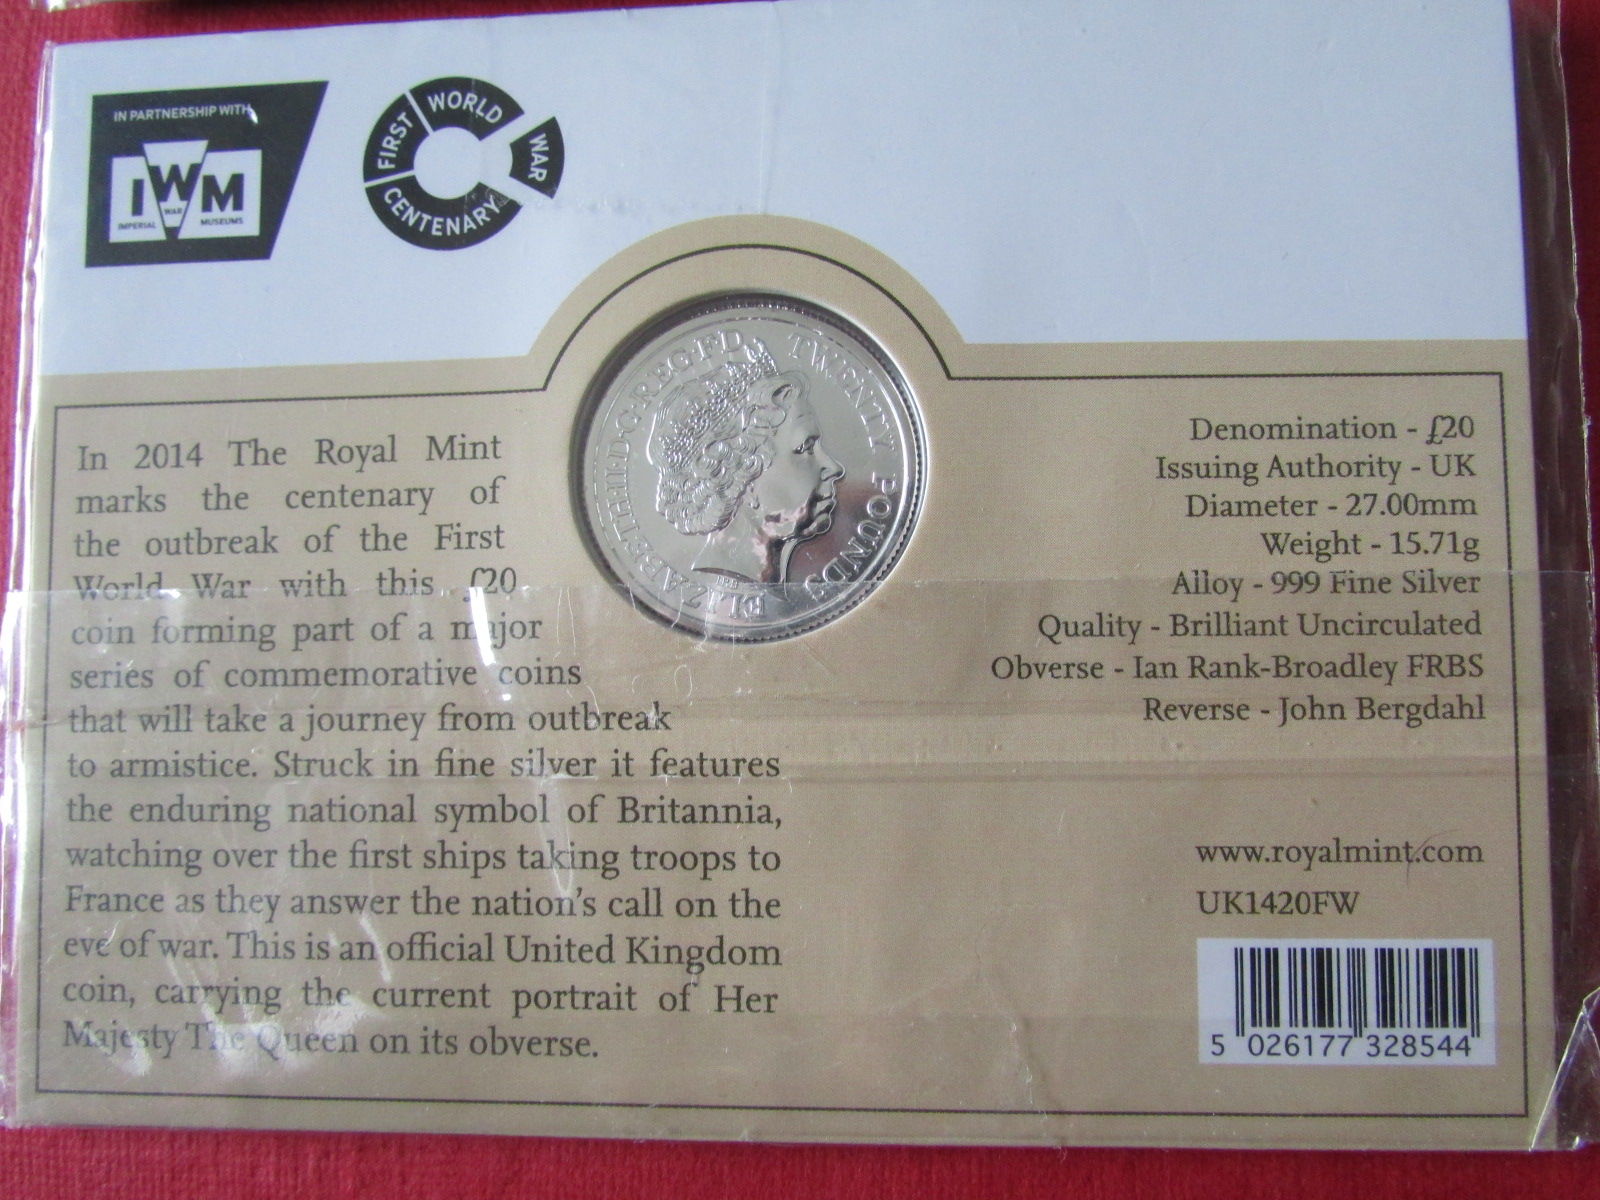 IN PARTNERSHIP WITH
IWM
IMPERIAL WAR MUSEUMS
FIRST WORLD WAR CENTENARY
ELIZABETH·II·D·G·REG·F·D TWENTY POUNDS
IRB
In 2014 The Royal Mint
marks the centenary of
the outbreak of the First
World War with this £20
coin forming part of a major
series of commemorative coins
that will take a journey from outbreak
to armistice. Struck in fine silver it features
the enduring national symbol of Britannia,
watching over the first ships taking troops to
France as they answer the nation's call on the
eve of war. This is an official United Kingdom
coin, carrying the current portrait of Her
Majesty The Queen on its obverse.
Denomination - £20
Issuing Authority - UK
Diameter - 27.00mm
Weight - 15.71g
Alloy - 999 Fine Silver
Quality - Brilliant Uncirculated
Obverse - Ian Rank-Broadley FRBS
Reverse - John Bergdahl
www.royalmint.com
UK1420FW
5 026177 328544